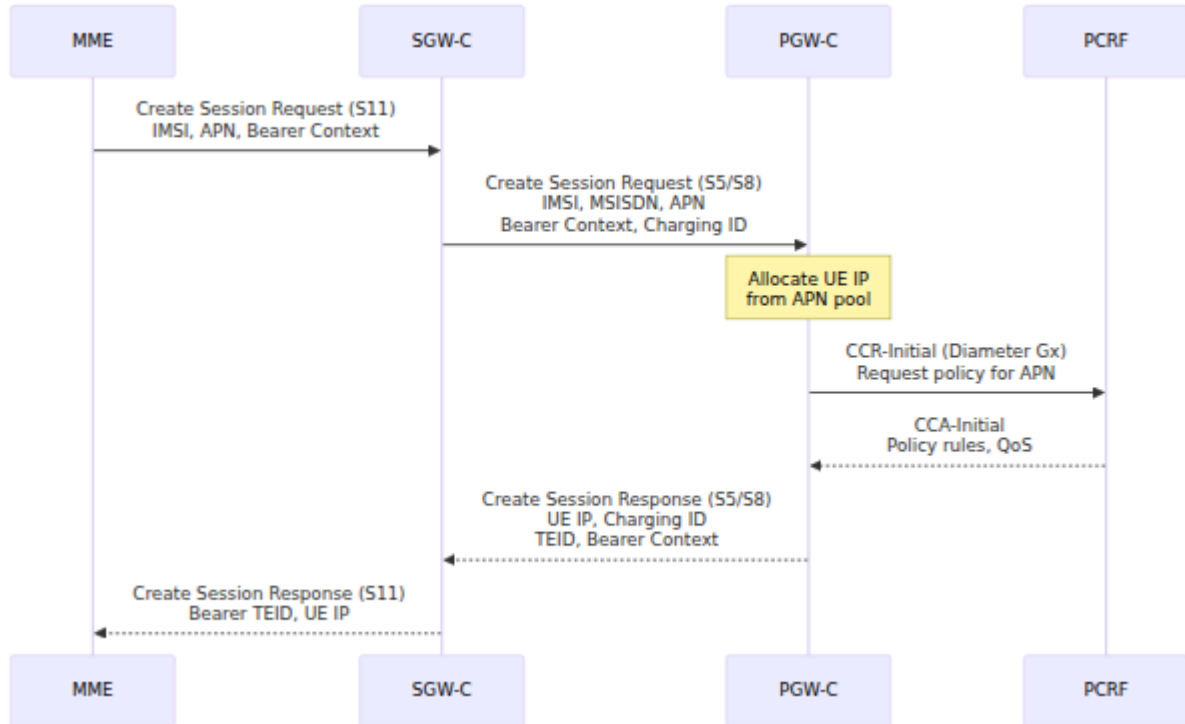 MME
SGW-C
PGW-C
PCRF
Create Session Request (S11)
IMSI, APN, Bearer Context
Create Session Request (S5/S8)
IMSI, MSISDN, APN
Bearer Context, Charging ID
Allocate UE IP
from APN pool
CCR-Initial (Diameter Gx)
Request policy for APN
CCA-Initial
Policy rules, QoS
Create Session Response (S5/S8)
UE IP, Charging ID
TEID, Bearer Context
Create Session Response (S11)
Bearer TEID, UE IP
MME
SGW-C
PGW-C
PCRF